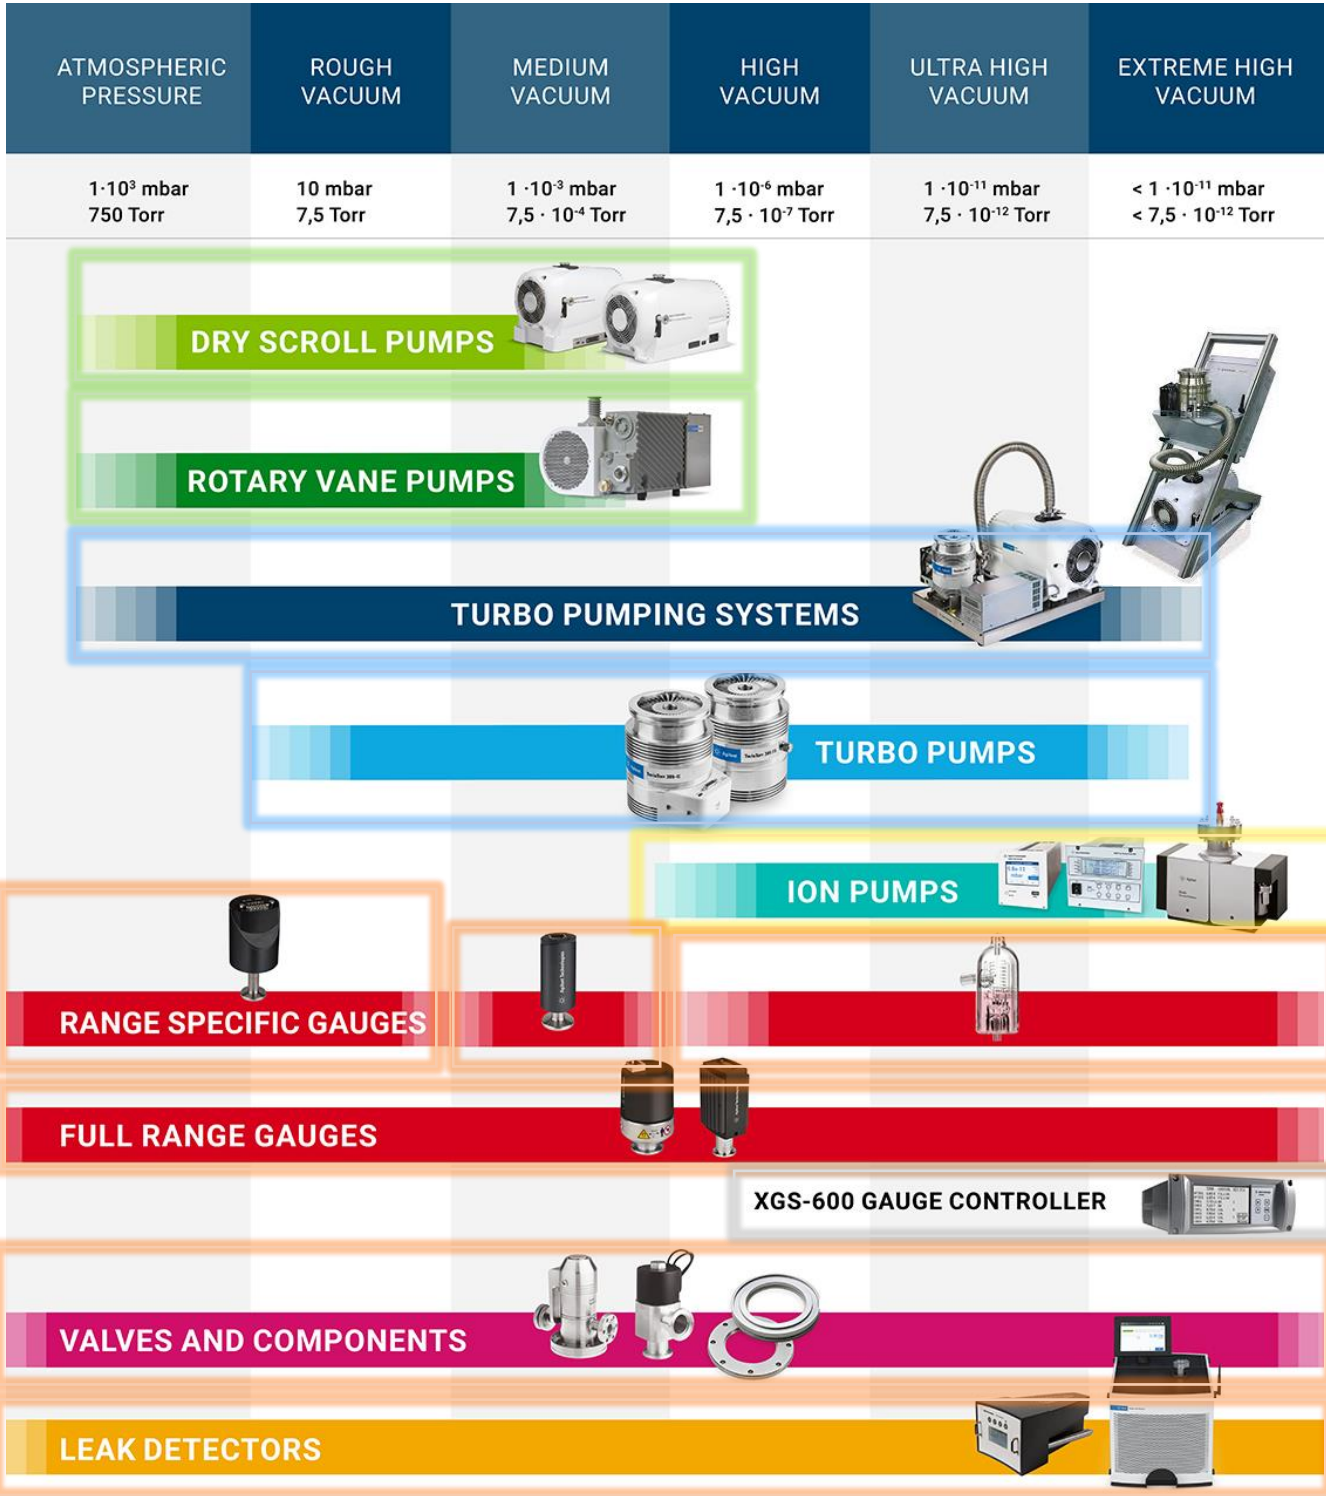 ATMOSPHERIC
PRESSURE
ROUGH
VACUUM
MEDIUM
VACUUM
HIGH
VACUUM
ULTRA HIGH
VACUUM
EXTREME HIGH
VACUUM
1·10³ mbar
750 Torr
10 mbar
7,5 Torr
1 ·10⁻³ mbar
7,5 · 10⁻⁴ Torr
1 ·10⁻⁶ mbar
7,5 · 10⁻⁷ Torr
1 ·10⁻¹¹ mbar
7,5 · 10⁻¹² Torr
< 1 ·10⁻¹¹ mbar
< 7,5 · 10⁻¹² Torr
DRY SCROLL PUMPS
ROTARY VANE PUMPS
TURBO PUMPING SYSTEMS
TURBO PUMPS
Agilent
ION PUMPS
Agilent Technologies
RANGE SPECIFIC GAUGES
FULL RANGE GAUGES
XGS-600 GAUGE CONTROLLER
VALVES AND COMPONENTS
LEAK DETECTORS